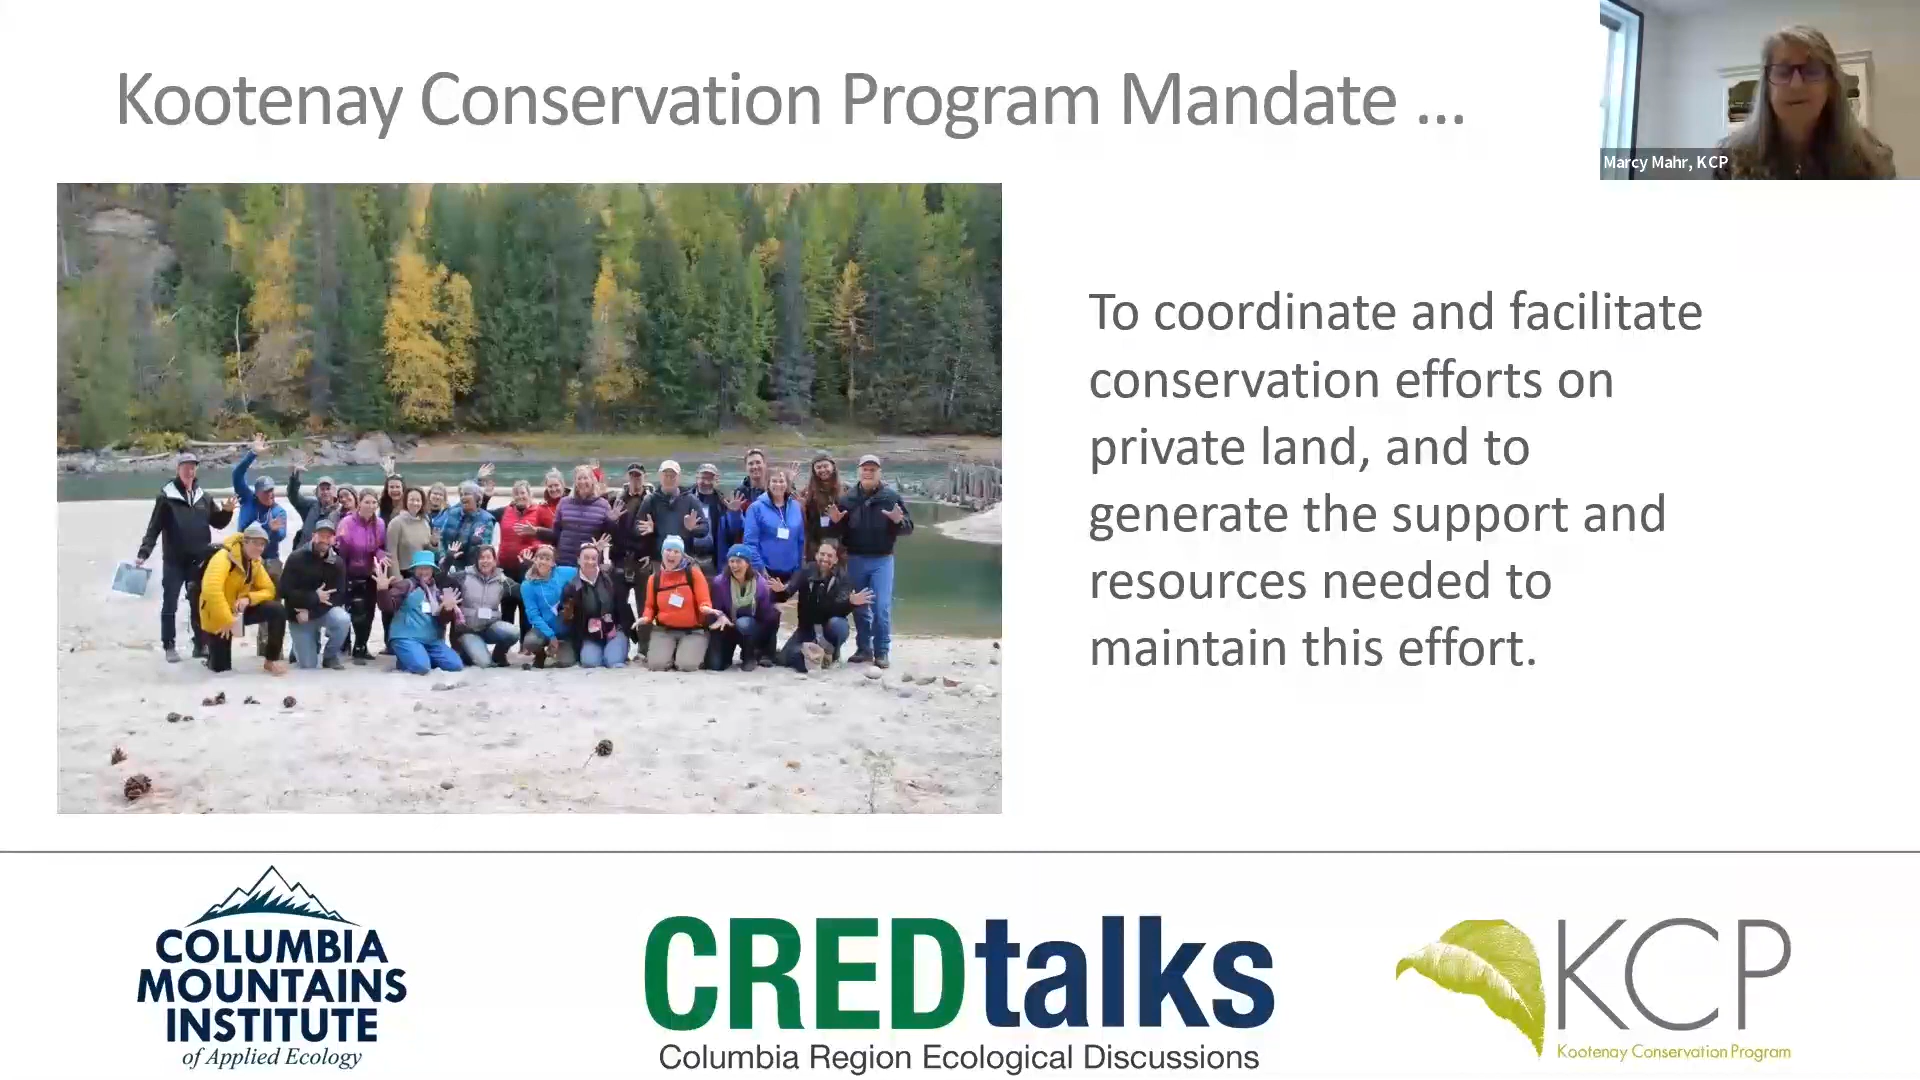 Kootenay Conservation Program Mandate ...
Marcy Mahr, KCP
To coordinate and facilitate
conservation efforts on
private land, and to
generate the support and
resources needed to
maintain this effort.
COLUMBIA
MOUNTAINS
INSTITUTE
of Applied Ecology
CREDtalks
Columbia Region Ecological Discussions
KCP
Kootenay Conservation Program